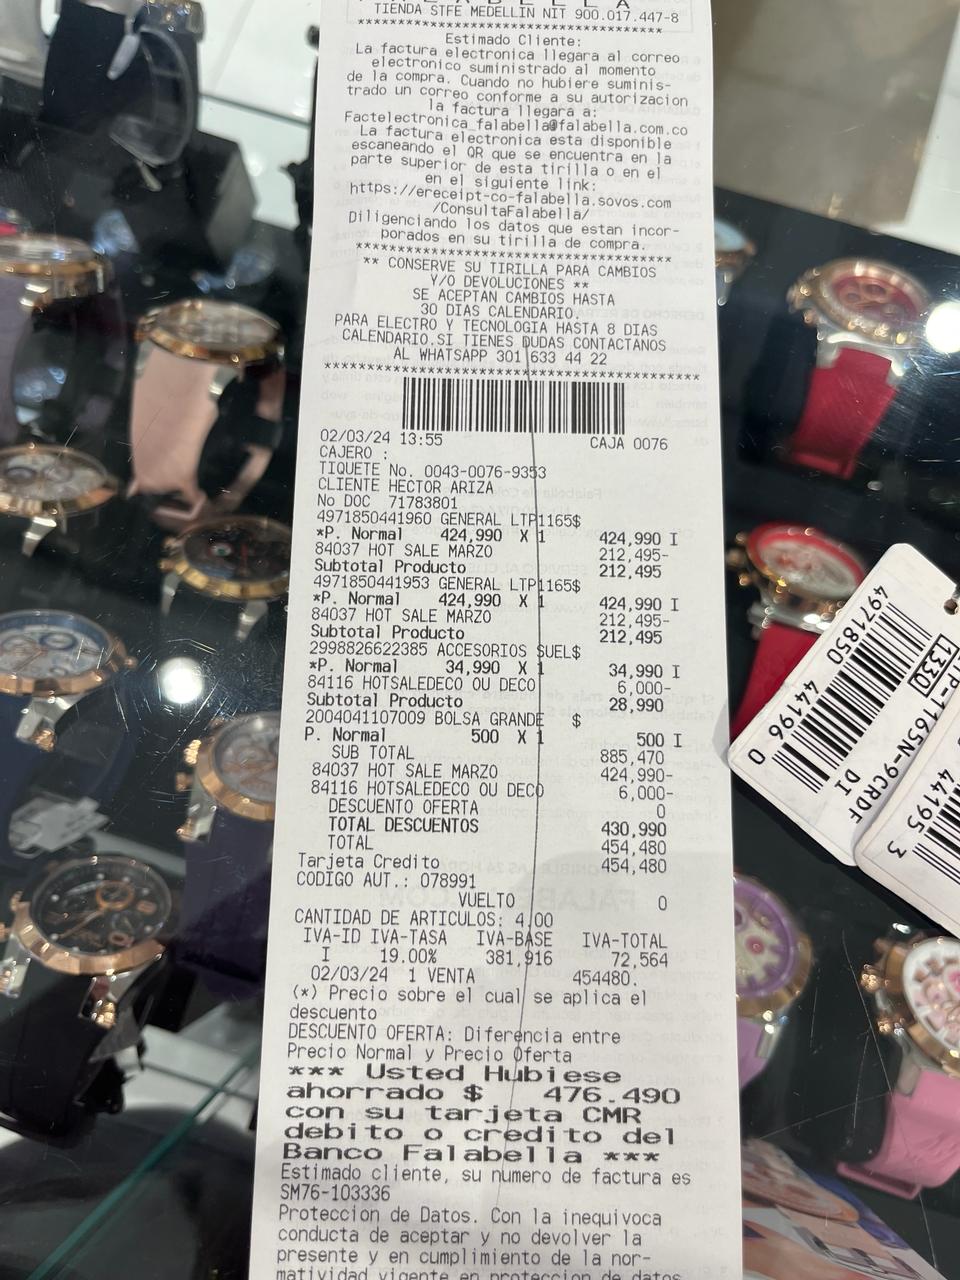 FALABELLA
TIENDA STFE MEDELLIN NIT 900.017.447-8
****************************************
Estimado Cliente:
La factura electronica llegara al correo
electronico suministrado al momento
de la compra. Cuando no hubiere suminis-
trado un correo conforme a su autorizacion
la factura llegara a:
Factelectronica_falabella@falabella.com.co
La factura electronica esta disponible
escaneando el QR que se encuentra en la
parte superior de esta tirilla o en el
en el siguiente link:
https://ereceipt-co-falabella.sovos.com
/ConsultaFalabella/
Diligenciando los datos que estan incor-
porados en su tirilla de compra.
****************************************
** CONSERVE SU TIRILLA PARA CAMBIOS
Y/O DEVOLUCIONES **
SE ACEPTAN CAMBIOS HASTA
30 DIAS CALENDARIO.
PARA ELECTRO Y TECNOLOGIA HASTA 8 DIAS
CALENDARIO.SI TIENES DUDAS CONTACTANOS
AL WHATSAPP 301 633 44 22
****************************************
02/03/24 13:55 CAJA 0076
CAJERO :
TIQUETE No. 0043-0076-9353
CLIENTE HECTOR ARIZA
No DOC 71783801
4971850441960 GENERAL LTP1165$
*P. Normal 424,990 X 1 424,990 I
84037 HOT SALE MARZO 212,495-
Subtotal Producto 212,495
4971850441953 GENERAL LTP1165$
*P. Normal 424,990 X 1 424,990 I
84037 HOT SALE MARZO 212,495-
Subtotal Producto 212,495
2998826622385 ACCESORIOS SUEL$
*P. Normal 34,990 X 1 34,990 I
84116 HOTSALEDECO OU DECO 6,000-
Subtotal Producto 28,990
2004041107009 BOLSA GRANDE $
P. Normal 500 X 1 500 I
SUB TOTAL 885,470
84037 HOT SALE MARZO 424,990-
84116 HOTSALEDECO OU DECO 6,000-
DESCUENTO OFERTA 0
TOTAL DESCUENTOS 430,990
TOTAL 454,480
Tarjeta Credito 454,480
CODIGO AUT.: 078991
VUELTO 0
CANTIDAD DE ARTICULOS: 4,00
IVA-ID IVA-TASA IVA-BASE IVA-TOTAL
I 19.00% 381,916 72,564
02/03/24 1 VENTA 454480.
(*) Precio sobre el cual se aplica el
descuento
DESCUENTO OFERTA: Diferencia entre
Precio Normal y Precio Oferta
*** Usted Hubiese
ahorrado $ 476.490
con su tarjeta CMR
debito o credito del
Banco Falabella ***
Estimado cliente, su numero de factura es
SM76-103336
Proteccion de Datos. Con la inequivoca
conducta de aceptar y no devolver la
presente y en cumplimiento de la nor-
matividad vigente en proteccion de datos
4971850 44196 0
1330
P-1165N-9CRDF
DI
44195 3